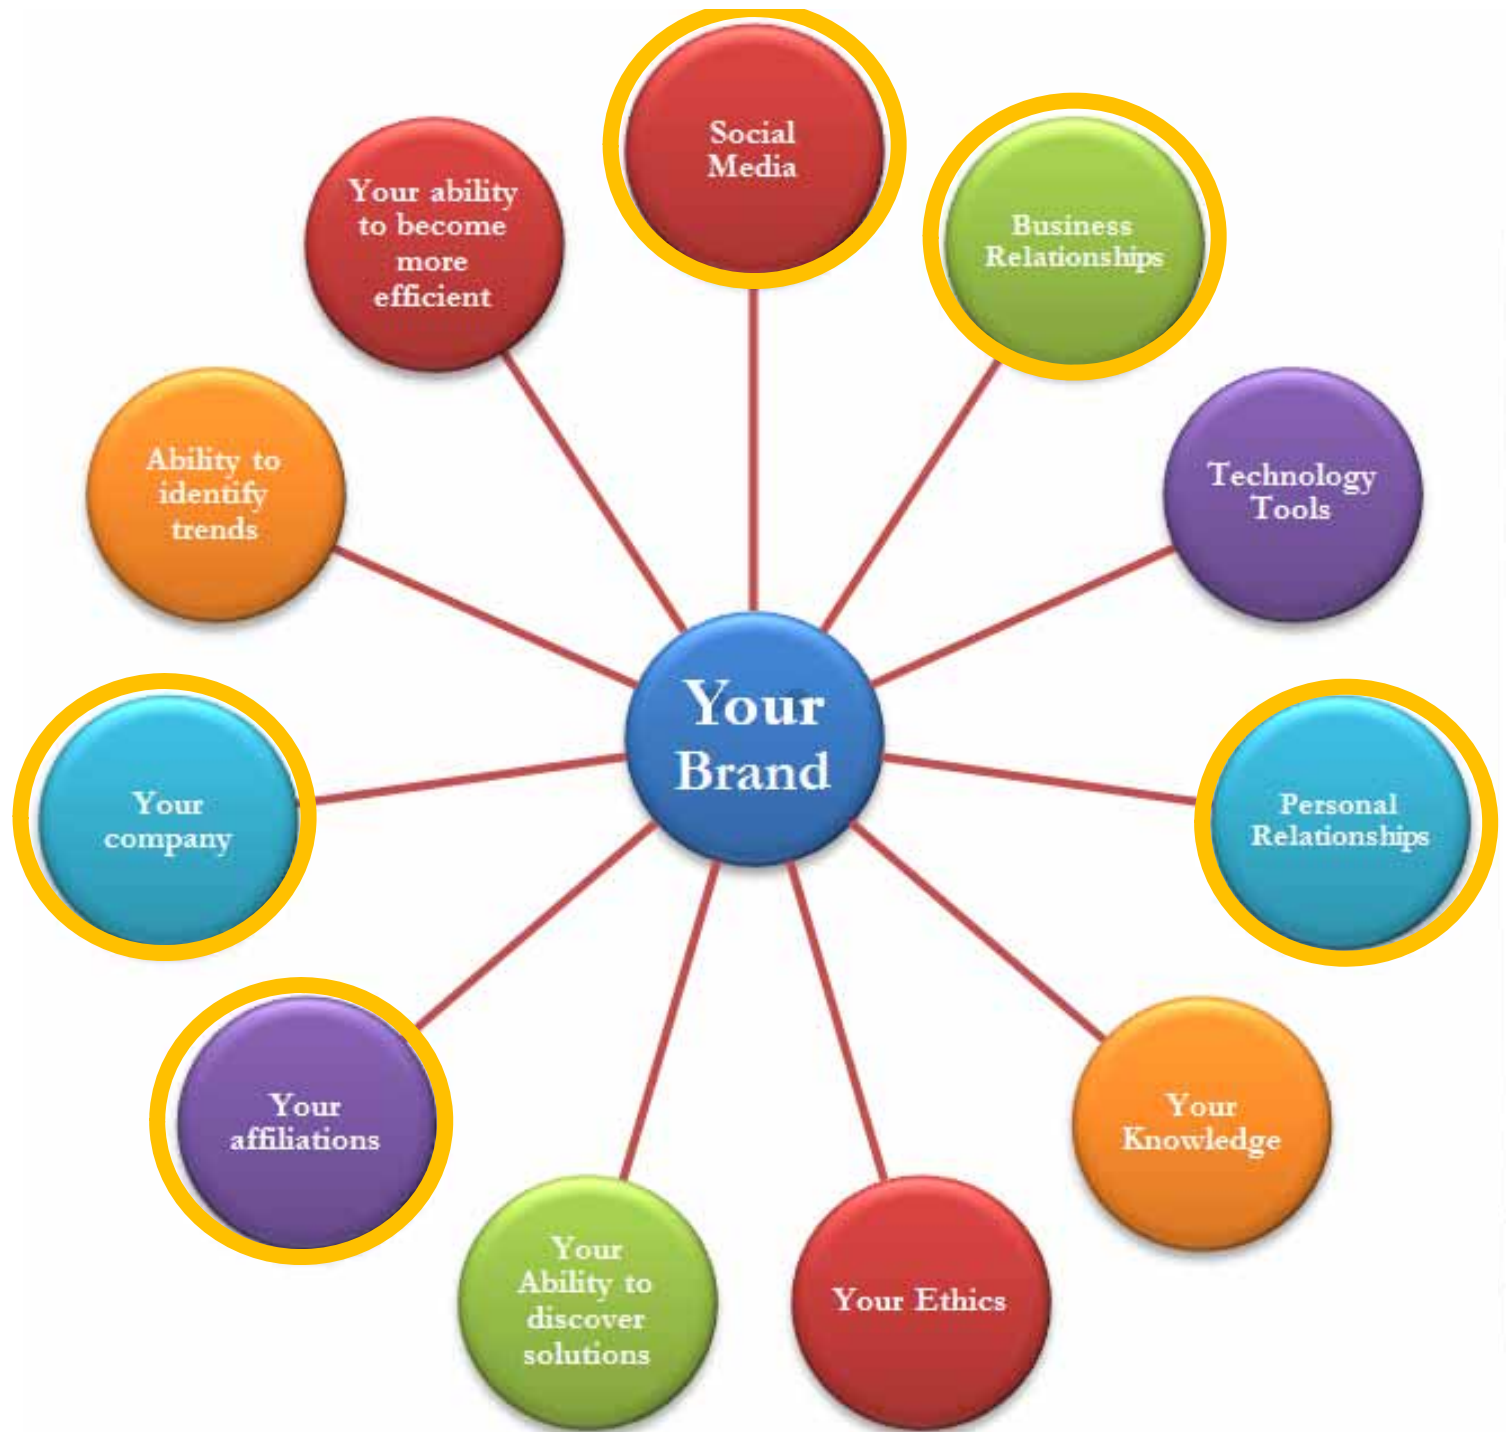 Social
Media
Business
Relationships
Technology
Tools
Personal
Relationships
Your
Knowledge
Your Ethics
Your
Ability to
discover
solutions
Your
affiliations
Your
company
Ability to
identify
trends
Your ability
to become
more
efficient
Your
Brand